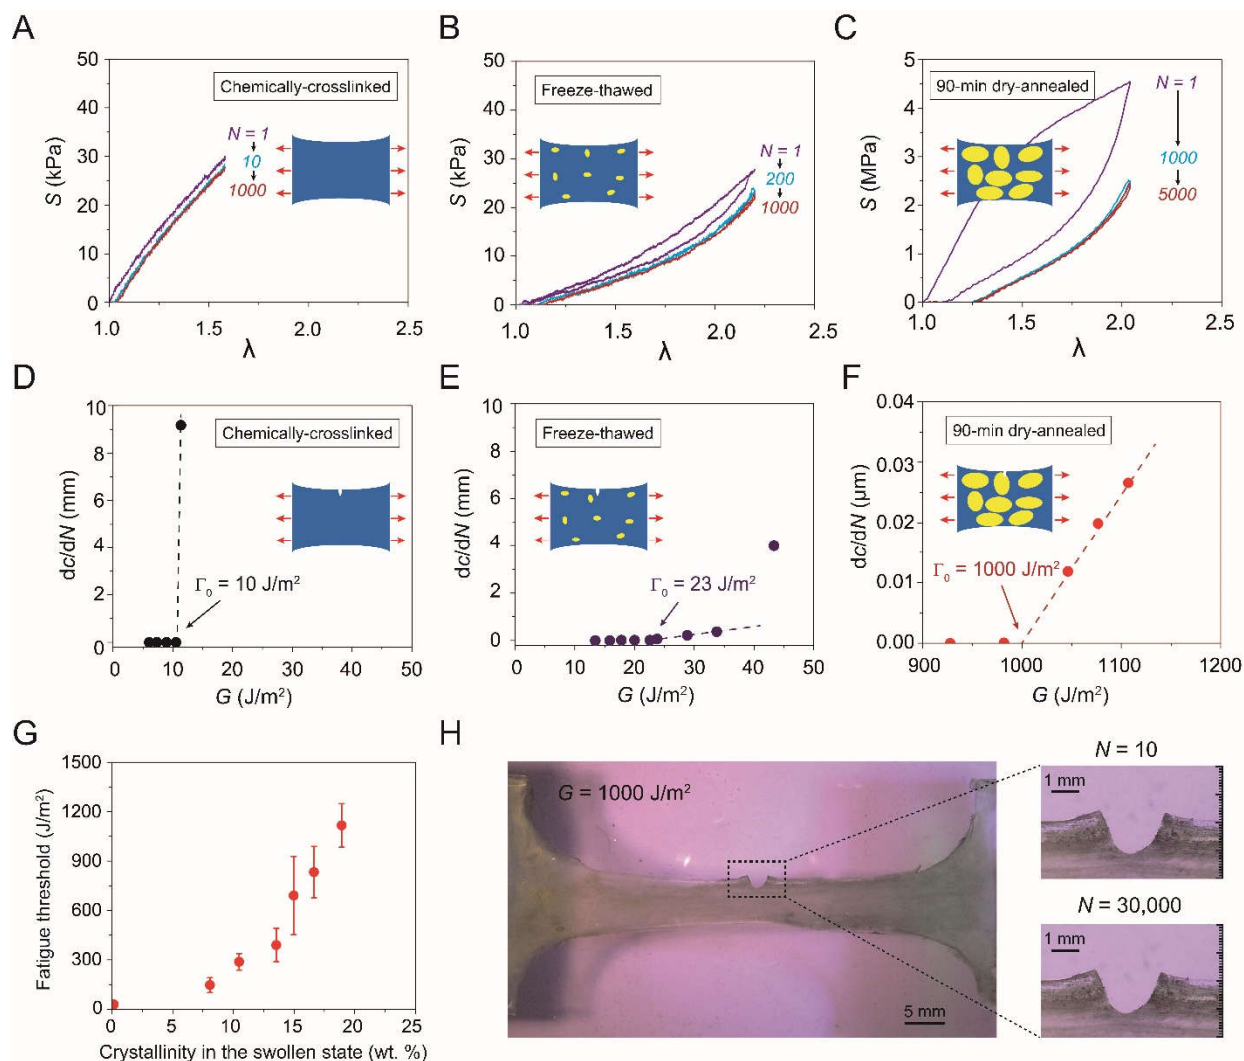 A
B
C
50
40
30
20
10
0
S (kPa)
Chemically-crosslinked
N = 1
10
1000
1.0
1.5
2.0
2.5
λ
50
40
30
20
10
0
S (kPa)
Freeze-thawed
N = 1
200
1000
1.0
1.5
2.0
2.5
λ
5
4
3
2
1
0
S (MPa)
90-min dry-annealed
N = 1
1000
5000
1.0
1.5
2.0
2.5
λ
D
E
F
10
8
6
4
2
0
dc/dN (mm)
Chemically-crosslinked
Γ₀ = 10 J/m²
0
10
20
30
40
50
G (J/m²)
10
8
6
4
2
0
dc/dN (mm)
Freeze-thawed
Γ₀ = 23 J/m²
0
10
20
30
40
50
G (J/m²)
0.04
0.03
0.02
0.01
0.00
dc/dN (μm)
90-min dry-annealed
Γ₀ = 1000 J/m²
900
1000
1100
1200
G (J/m²)
G
H
1500
1200
900
600
300
0
Fatigue threshold (J/m²)
0
5
10
15
20
25
Crystallinity in the swollen state (wt. %)
G = 1000 J/m²
5 mm
N = 10
1 mm
N = 30,000
1 mm